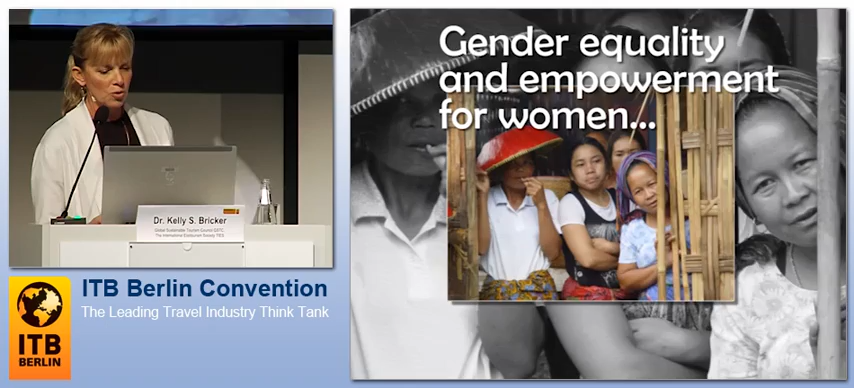 Dr. Kelly S. Bricker
Global Sustainable Tourism Council GSTC,
The International Ecotourism Society TIES
ITB
BERLIN
ITB Berlin Convention
The Leading Travel Industry Think Tank
Gender equality
and empowerment
for women...